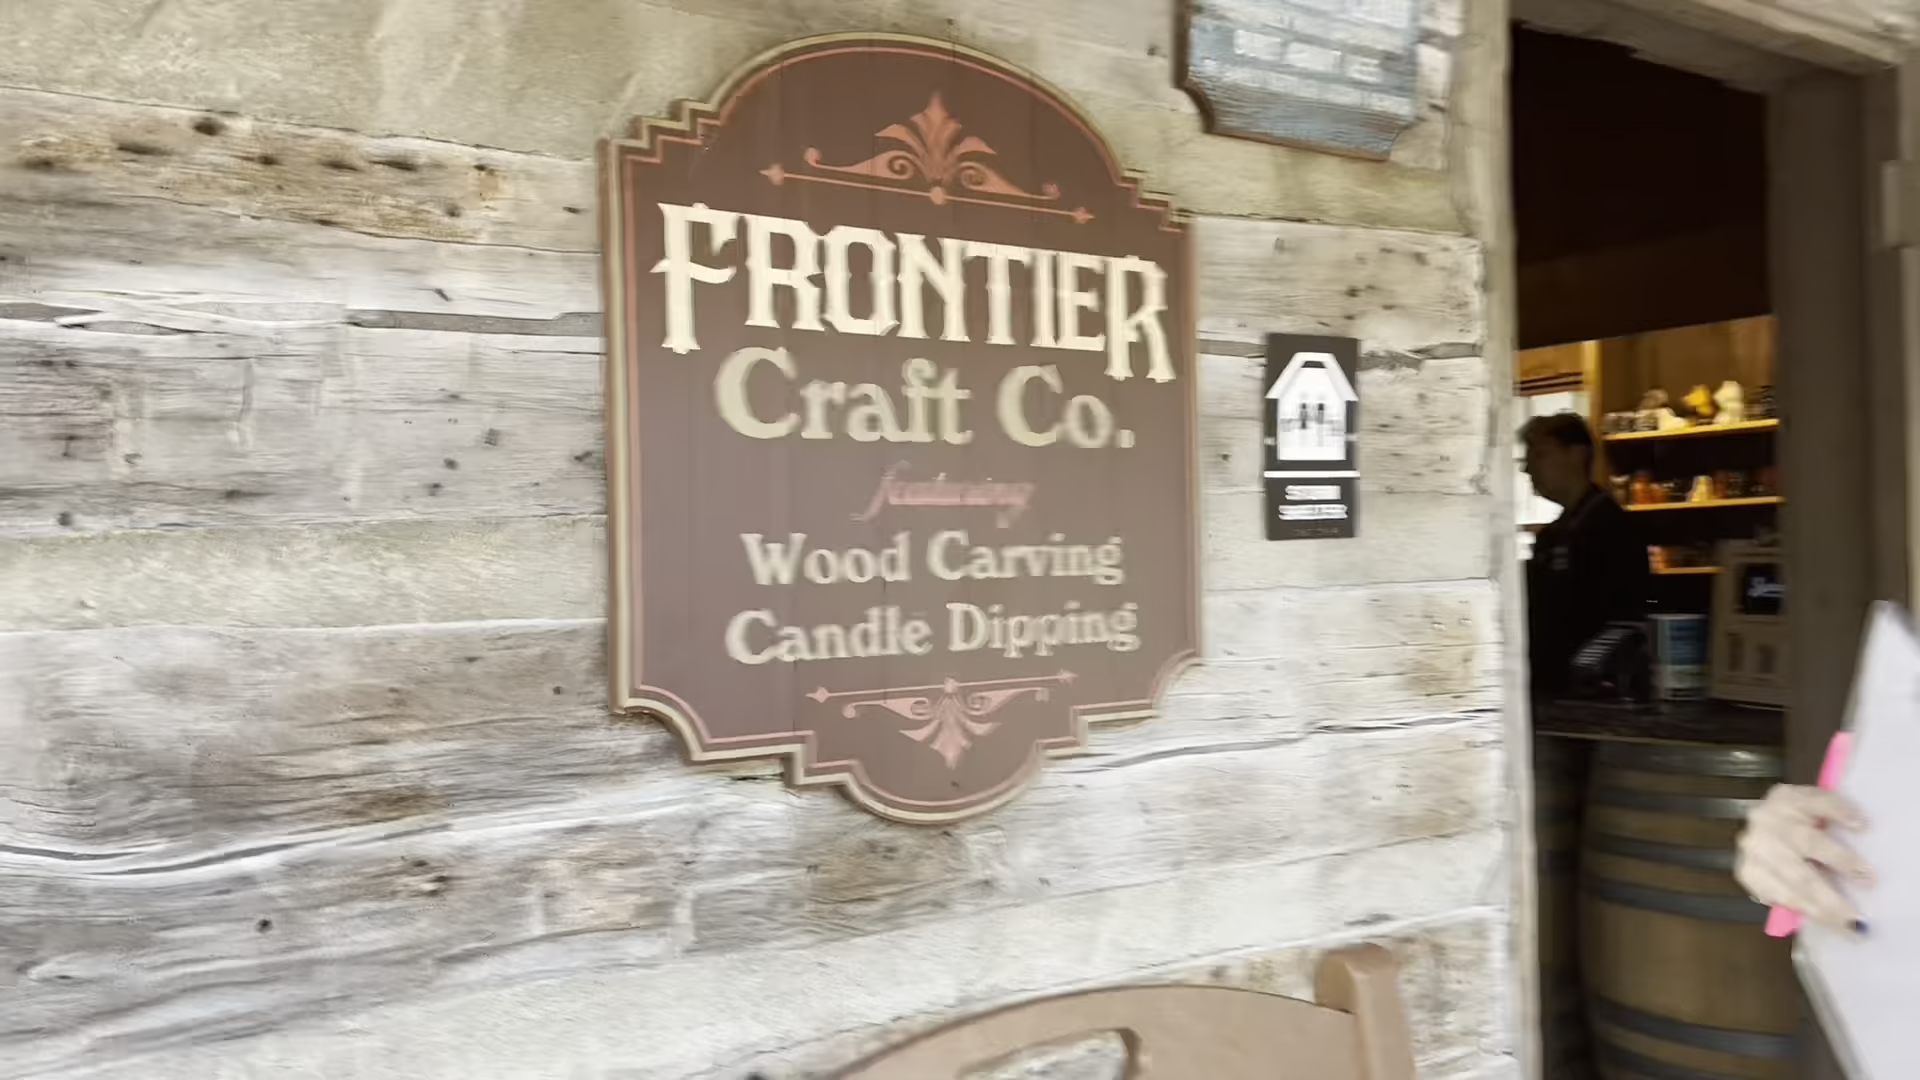 FRONTIER
Craft Co.
featuring
Wood Carving
Candle Dipping